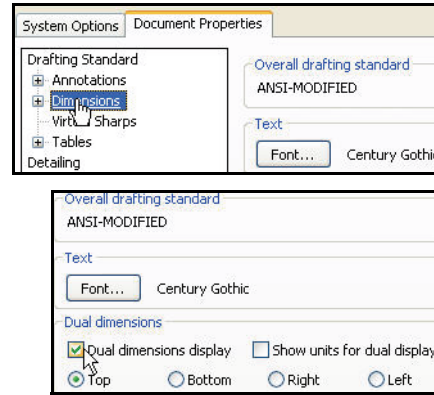 System Options Document Properties
Drafting Standard
Annotations
Dimensions
Virtual Sharps
Tables
Detailing
Overall drafting standard
ANSI-MODIFIED
Text
Font... Century Gothi
Overall drafting standard
ANSI-MODIFIED
Text
Font... Century Gothic
Dual dimensions
Dual dimensions display Show units for dual display
Top Bottom Right Left